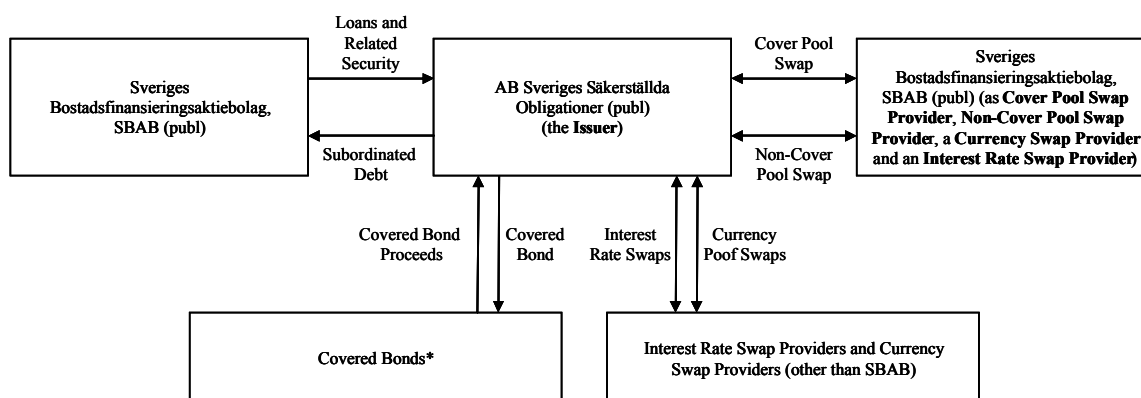 Loans and
Related
Security
Sveriges
Bostadsfinansieringsaktiebolag,
SBAB (publ)
Subordinated
Debt
AB Sveriges Säkerställda
Obligationer (publ)
(the Issuer)
Cover Pool
Swap
Non-Cover
Pool Swap
Sveriges
Bostadsfinansieringsaktiebolag,
SBAB (publ) (as Cover Pool Swap
Provider, Non-Cover Pool Swap
Provider, a Currency Swap Provider
and an Interest Rate Swap Provider)
Covered Bond
Proceeds
Covered
Bond
Interest
Rate Swaps
Currency
Poof Swaps
Covered Bonds*
Interest Rate Swap Providers and Currency
Swap Providers (other than SBAB)